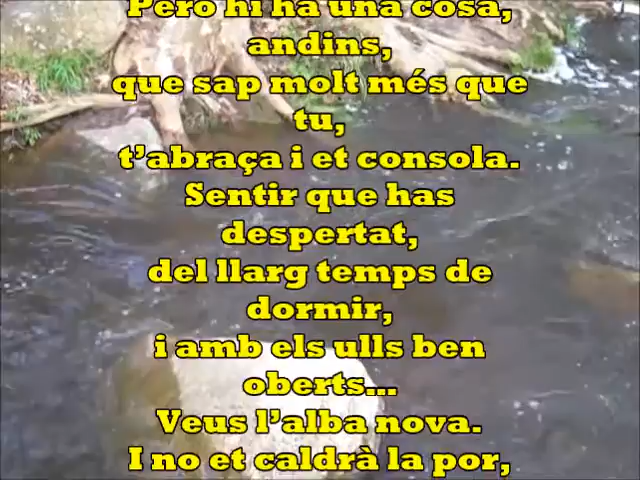 Però hi ha una cosa,
andins,
que sap molt més que
tu,
t'abraça i et consola.
Sentir que has
despertat,
del llarg temps de
dormir,
i amb els ulls ben
oberts...
Veus l'alba nova.
I no et caldrà la por,